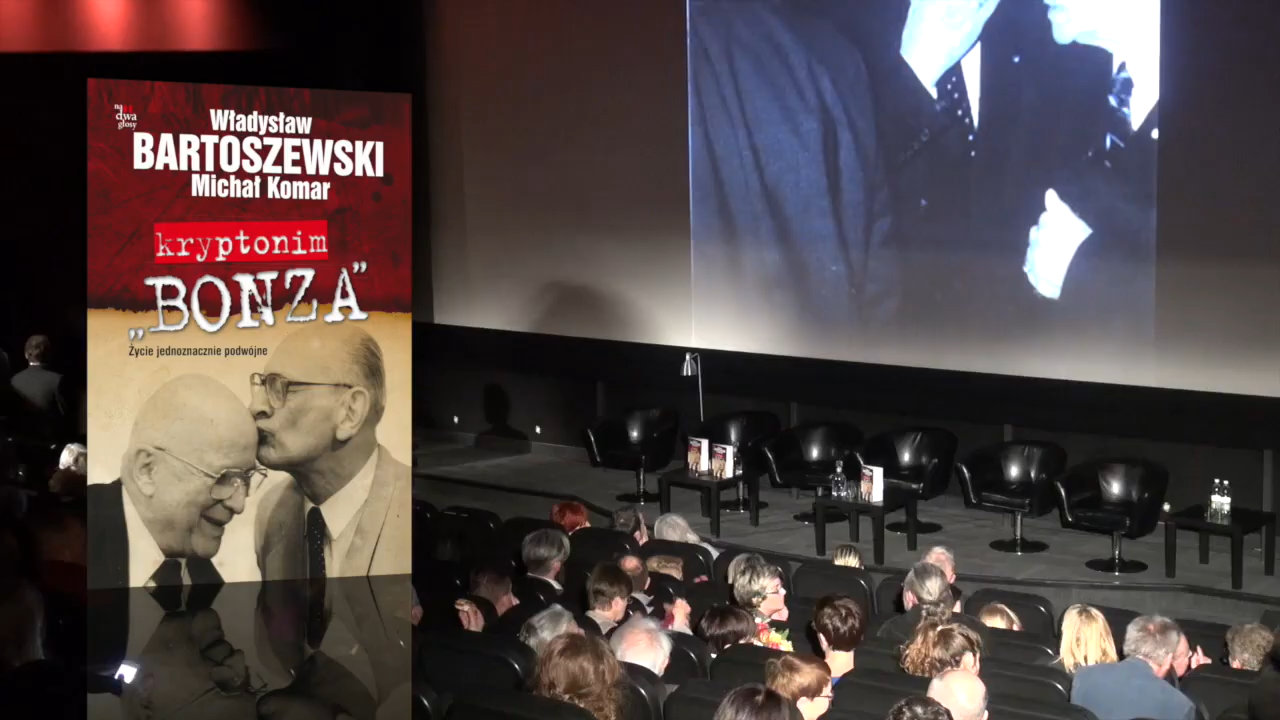 na
dwa
głosy
Władysław
BARTOSZEWSKI
Michał Komar
kryptonim
„BONZA”
Życie jednoznacznie podwójne